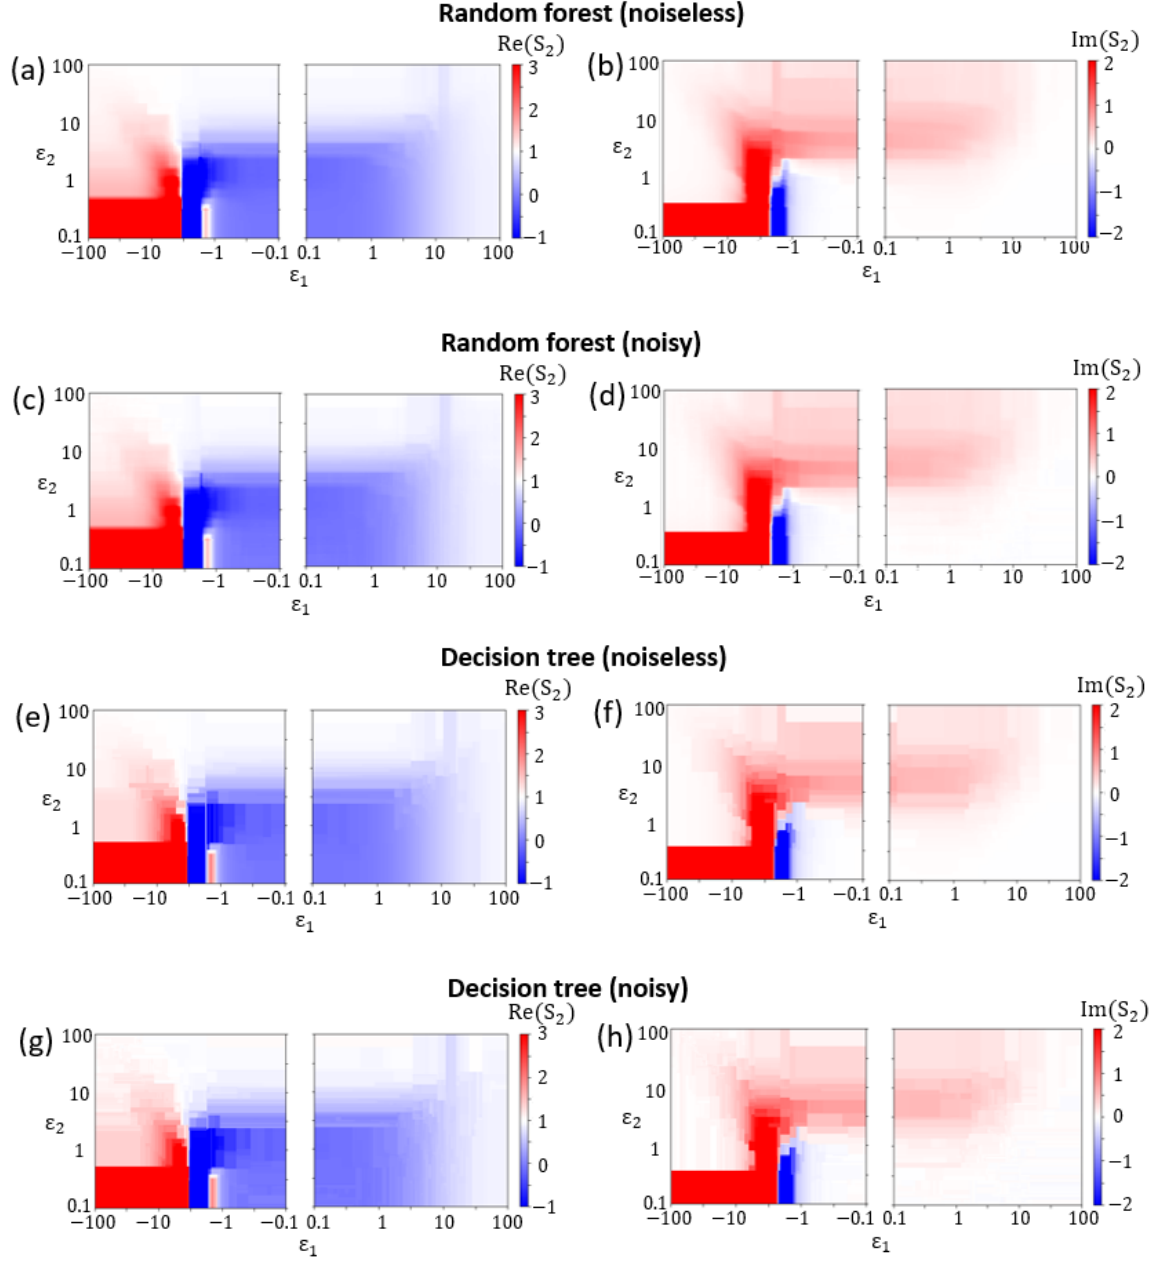 Random forest (noiseless)
(a) Re(S₂) (b) Im(S₂)
100 3 100 2
10 2 10 1
ε₂ 1 ε₂ 0
1 0 1 −1
0.1 −1 0.1 −2
−100 −10 −1 −0.1 0.1 1 10 100 −100 −10 −1 −0.1 0.1 1 10 100
ε₁ ε₁
Random forest (noisy)
(c) Re(S₂) (d) Im(S₂)
100 3 100 2
10 2 10 1
ε₂ 1 ε₂ 0
1 0 1 −1
0.1 −1 0.1 −2
−100 −10 −1 −0.1 0.1 1 10 100 −100 −10 −1 −0.1 0.1 1 10 100
ε₁ ε₁
Decision tree (noiseless)
(e) Re(S₂) (f) Im(S₂)
100 3 100 2
10 2 10 1
ε₂ 1 ε₂ 0
1 0 1 −1
0.1 −1 0.1 −2
−100 −10 −1 −0.1 0.1 1 10 100 −100 −10 −1 −0.1 0.1 1 10 100
ε₁ ε₁
Decision tree (noisy)
(g) Re(S₂) (h) Im(S₂)
100 3 100 2
10 2 10 1
ε₂ 1 ε₂ 0
1 0 1 −1
0.1 −1 0.1 −2
−100 −10 −1 −0.1 0.1 1 10 100 −100 −10 −1 −0.1 0.1 1 10 100
ε₁ ε₁